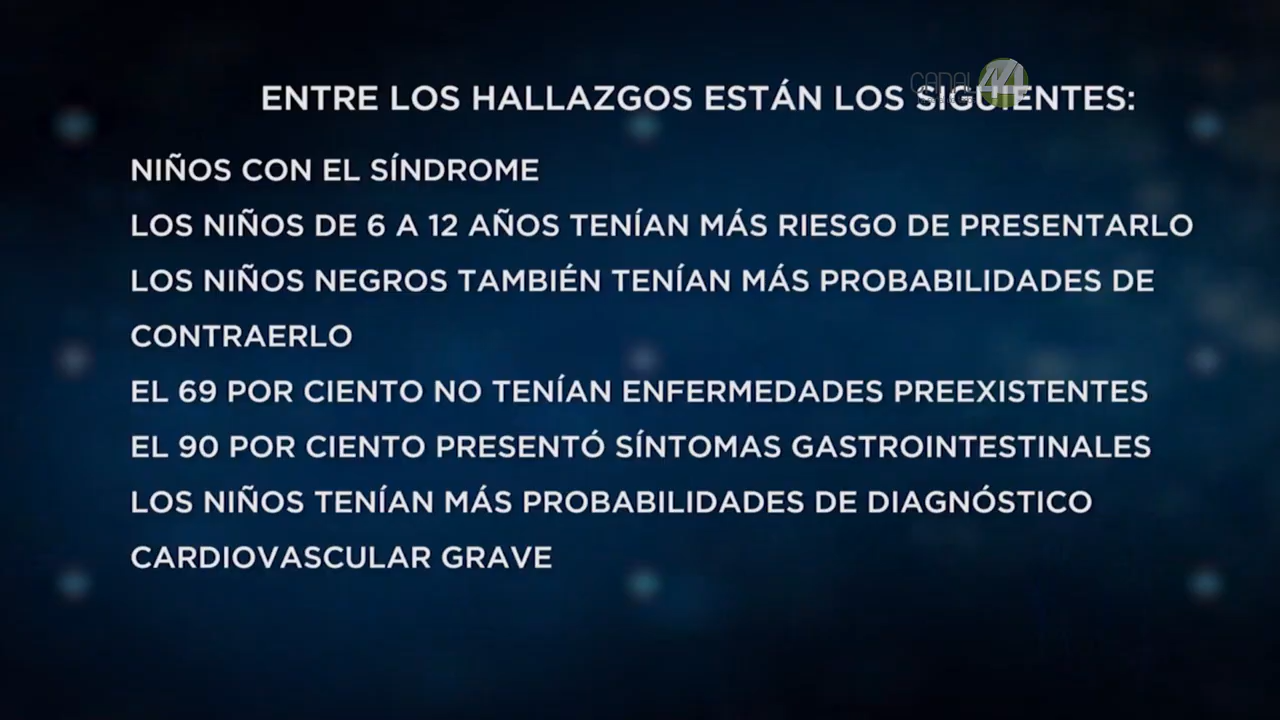 CANAL 44
ENTRE LOS HALLAZGOS ESTÁN LOS SIGUIENTES:
NIÑOS CON EL SÍNDROME
LOS NIÑOS DE 6 A 12 AÑOS TENÍAN MÁS RIESGO DE PRESENTARLO
LOS NIÑOS NEGROS TAMBIÉN TENÍAN MÁS PROBABILIDADES DE
CONTRAERLO
EL 69 POR CIENTO NO TENÍAN ENFERMEDADES PREEXISTENTES
EL 90 POR CIENTO PRESENTÓ SÍNTOMAS GASTROINTESTINALES
LOS NIÑOS TENÍAN MÁS PROBABILIDADES DE DIAGNÓSTICO
CARDIOVASCULAR GRAVE